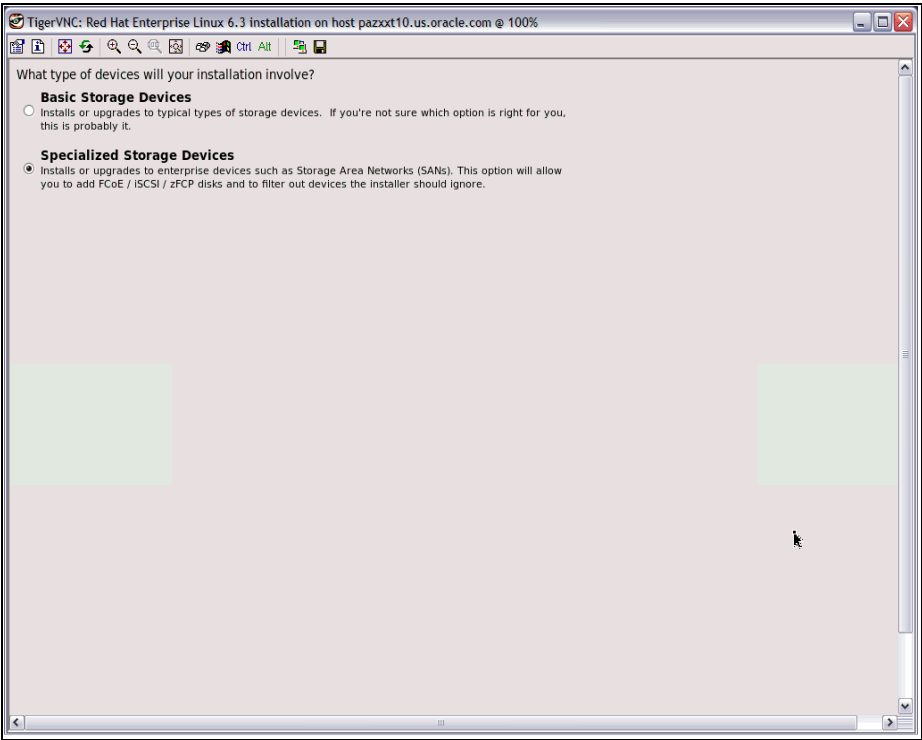 TigerVNC: Red Hat Enterprise Linux 6.3 installation on host pazxxt10.us.oracle.com @ 100%
Ctrl Alt
What type of devices will your installation involve?
Basic Storage Devices
Installs or upgrades to typical types of storage devices.  If you're not sure which option is right for you,
this is probably it.
Specialized Storage Devices
Installs or upgrades to enterprise devices such as Storage Area Networks (SANs). This option will allow
you to add FCoE / iSCSI / zFCP disks and to filter out devices the installer should ignore.